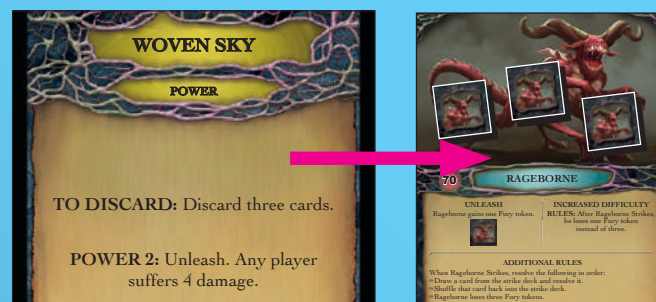 WOVEN SKY
POWER
TO DISCARD: Discard three cards.
POWER 2: Unleash. Any player
suffers 4 damage.
70
RAGEBORNE
UNLEASH
Rageborne gains one Fury token.
INCREASED DIFFICULTY
RULES: After Rageborne Strikes,
he loses one Fury token
instead of three.
ADDITIONAL RULES
When Rageborne Strikes, resolve the following in order:
Draw a card from the strike deck and resolve it.
Shuffle that card back into the strike deck.
Rageborne loses three Fury tokens.